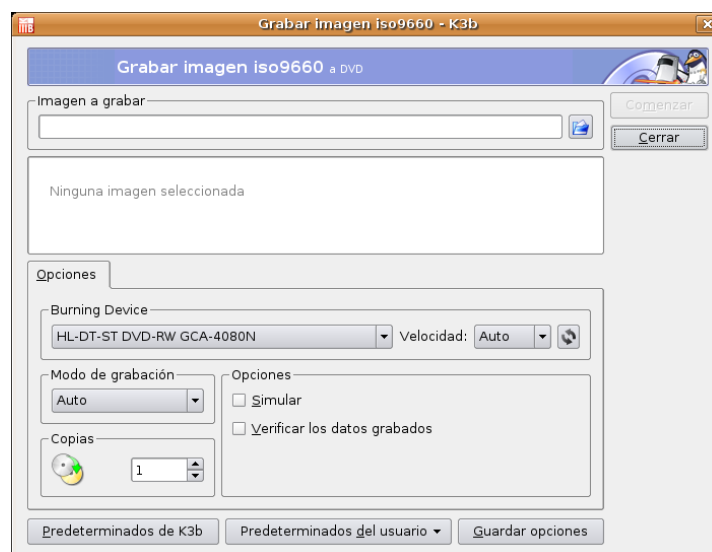 Grabar imagen iso9660 - K3b
Grabar imagen iso9660 a DVD
Imagen a grabar
Comenzar
Cerrar
Ninguna imagen seleccionada
Opciones
Burning Device
HL-DT-ST DVD-RW GCA-4080N
Velocidad: Auto
Modo de grabación
Auto
Opciones
Simular
Verificar los datos grabados
Copias
1
Predeterminados de K3b
Predeterminados del usuario
Guardar opciones